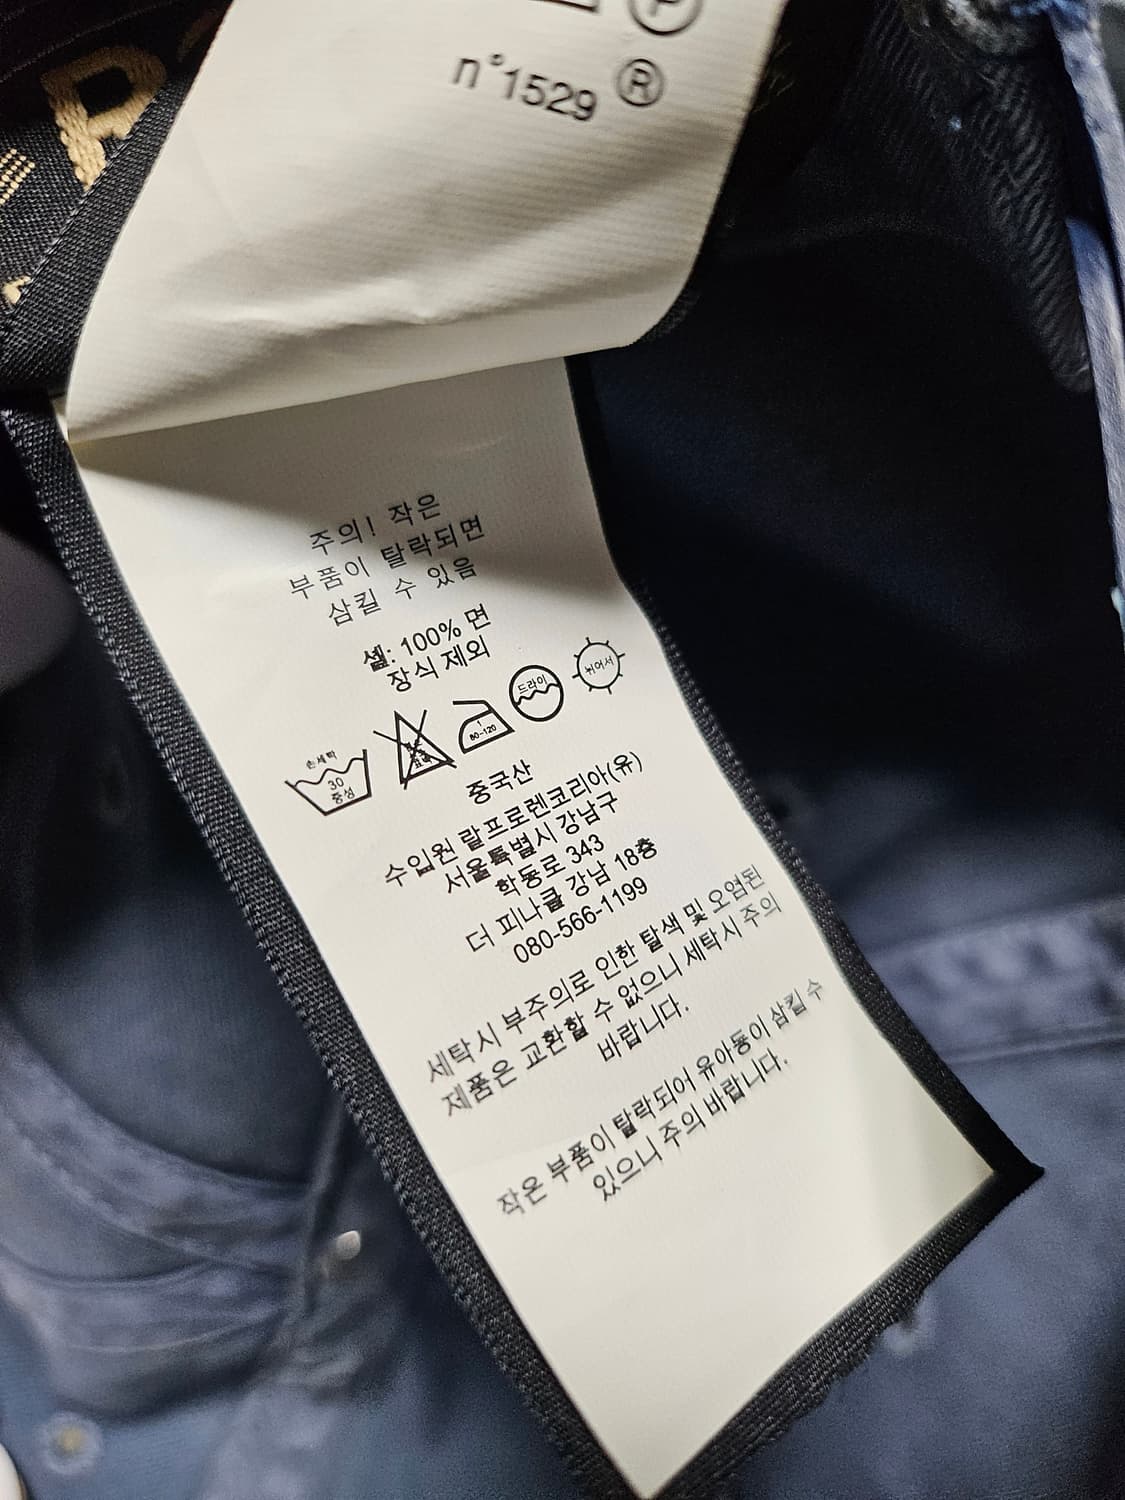 P
n°1529 ®
주의! 작은
부품이 탈락되면
삼킬 수 있음
셸: 100% 면
장식 제외
손세탁
30
중성
1
80-120
드라이
뉘어서
중국산
수입원 랄프로렌코리아(유)
서울특별시 강남구
학동로 343
더 피나클 강남 18층
080-566-1199
세탁시 부주의로 인한 탈색 및 오염된
제품은 교환할 수 없으니 세탁시 주의
바랍니다.
작은 부품이 탈락되어 유아동이 삼킬 수
있으니 주의 바랍니다.